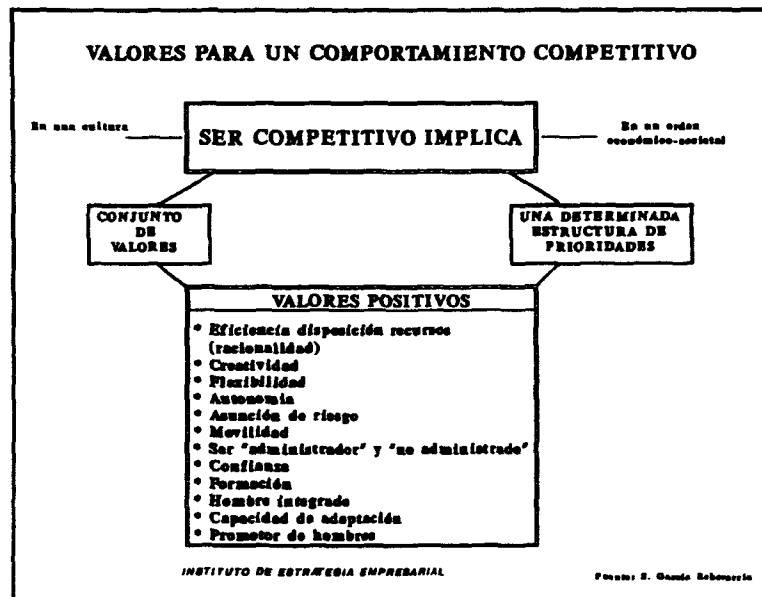 VALORES PARA UN COMPORTAMIENTO COMPETITIVO
En una cultura
SER COMPETITIVO IMPLICA
En un orden
económico-societal
CONJUNTO
DE
VALORES
UNA DETERMINADA
ESTRUCTURA DE
PRIORIDADES
VALORES POSITIVOS
* Eficiencia disposición recursos
(racionalidad)
* Creatividad
* Flexibilidad
* Autonomía
* Asunción de riesgo
* Movilidad
* Ser "administrador" y "no administrado"
* Confianza
* Formación
* Hombre integrado
* Capacidad de adaptación
* Promotor de hombres
INSTITUTO DE ESTRATEGIA EMPRESARIAL
Fuente: S. García Echevarría